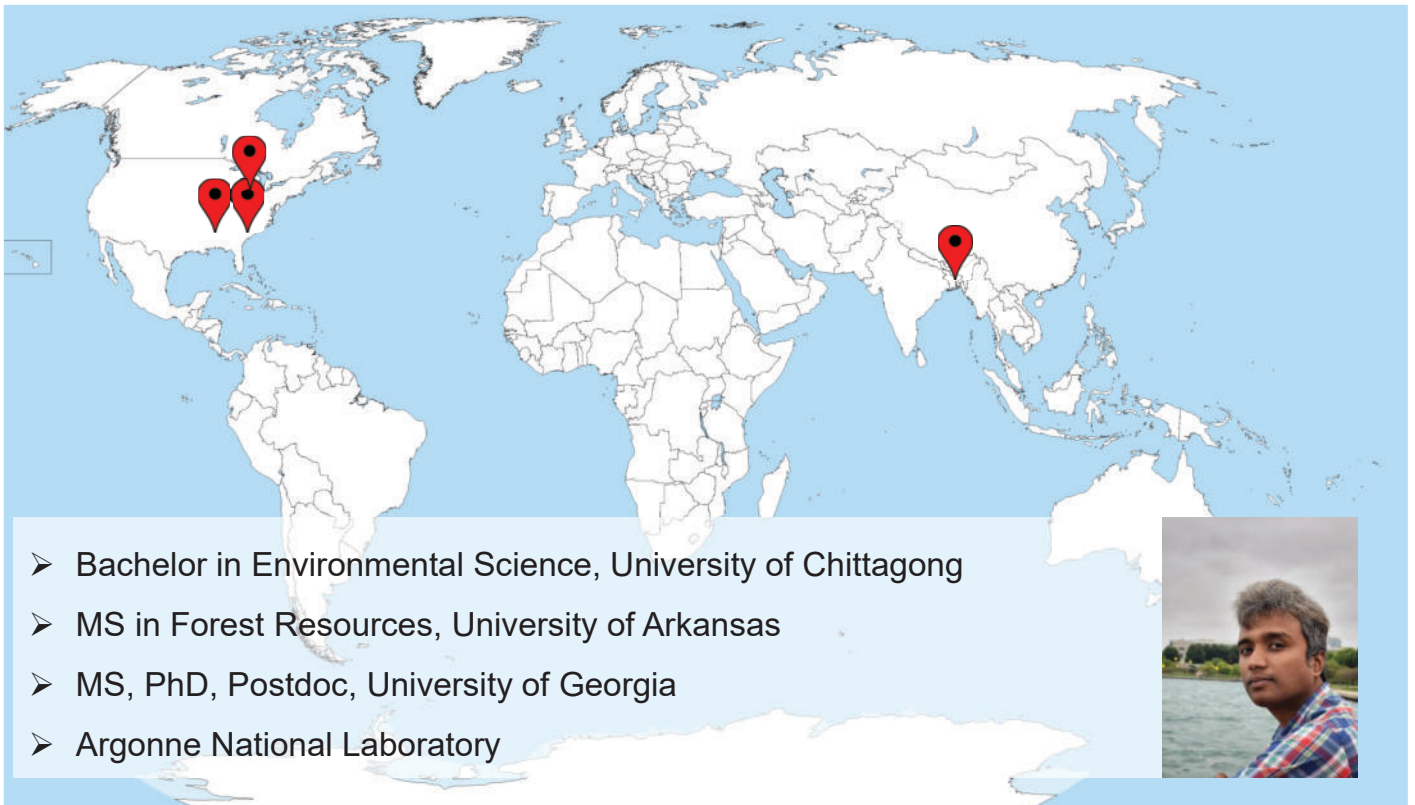 ➢ Bachelor in Environmental Science, University of Chittagong
➢ MS in Forest Resources, University of Arkansas
➢ MS, PhD, Postdoc, University of Georgia
➢ Argonne National Laboratory